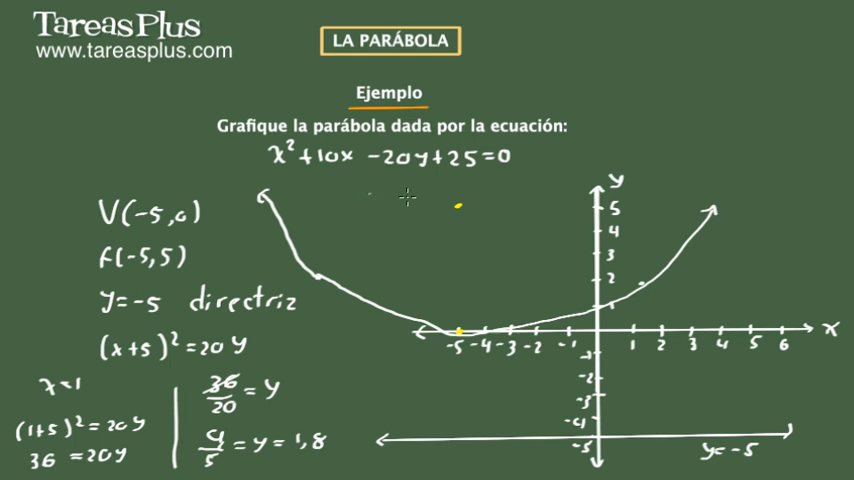 TareasPlus
www.tareasplus.com
LA PARÁBOLA
Ejemplo
Grafique la parábola dada por la ecuación:
x² + 10x - 20y + 25 = 0
V(-5,0)
F(-5,5)
y = -5 directriz
(x+5)² = 20y
x=1
(1+5)² = 20y
36 = 20y
36/20 = y
9/5 = y = 1,8
y
5
4
3
2
1
x
-5 -4 -3 -2 -1 1 2 3 4 5 6
-1
-2
-3
-4
-5
y = -5